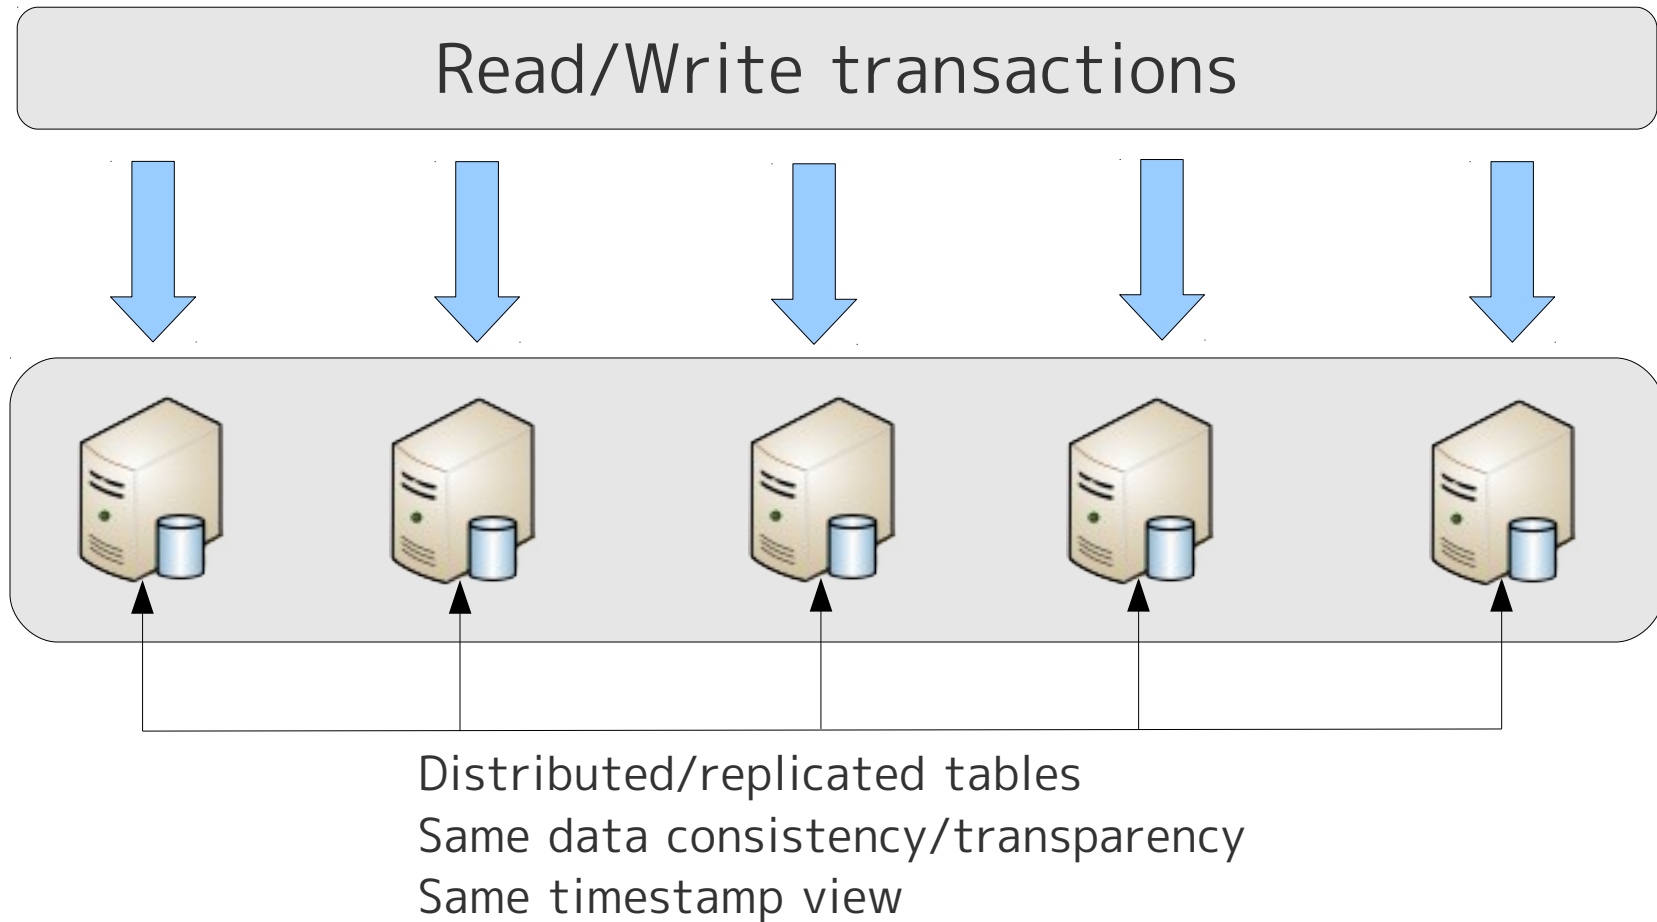 Read/Write transactions
Distributed/replicated tables
Same data consistency/transparency
Same timestamp view